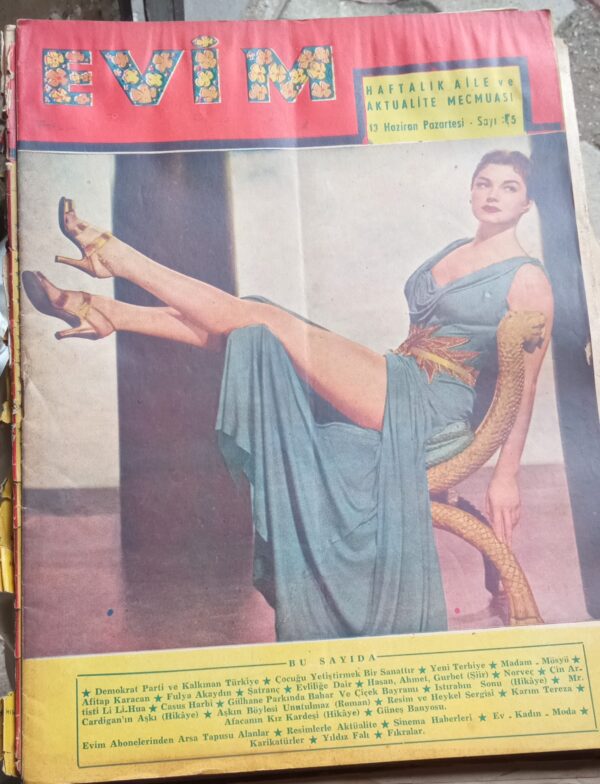 EVİM
HAFTALIK AİLE ve
AKTUALİTE MECMUASI
13 Haziran Pazartesi - Sayı : 5
BU SAYIDA
★ Demokrat Parti ve Kalkınan Türkiye ★ Çocuğu Yetiştirmek Bir Sanattır ★ Yeni Terbiye ★ Madam - Mösyö ★
Afitap Karacan ★ Fulya Akaydın ★ Satranç ★ Evliliğe Dair ★ Hasan, Ahmet, Gurbet (Şiir) ★ Norveç ★ Çin Ar-
tisti Li Li.Hua ★ Casus Harbi ★ Gülhane Parkında Bahar Ve Çiçek Bayramı ★ Istırabın Sonu (Hikâye) ★ Mr.
Cardigan'ın Aşkı (Hikâye) ★ Aşkın Böylesi Unutulmaz (Roman) ★ Resim ve Heykel Sergisi ★ Karım Tereza ★
Afacanın Kız Kardeşi (Hikâye) ★ Güneş Banyosu.
Evim Abonelerinden Arsa Tapusu Alanlar ★ Resimlerle Aktüalite ★ Sinema Haberleri ★ Ev - Kadın - Moda ★
Karikatürler ★ Yıldız Falı ★ Fıkralar.